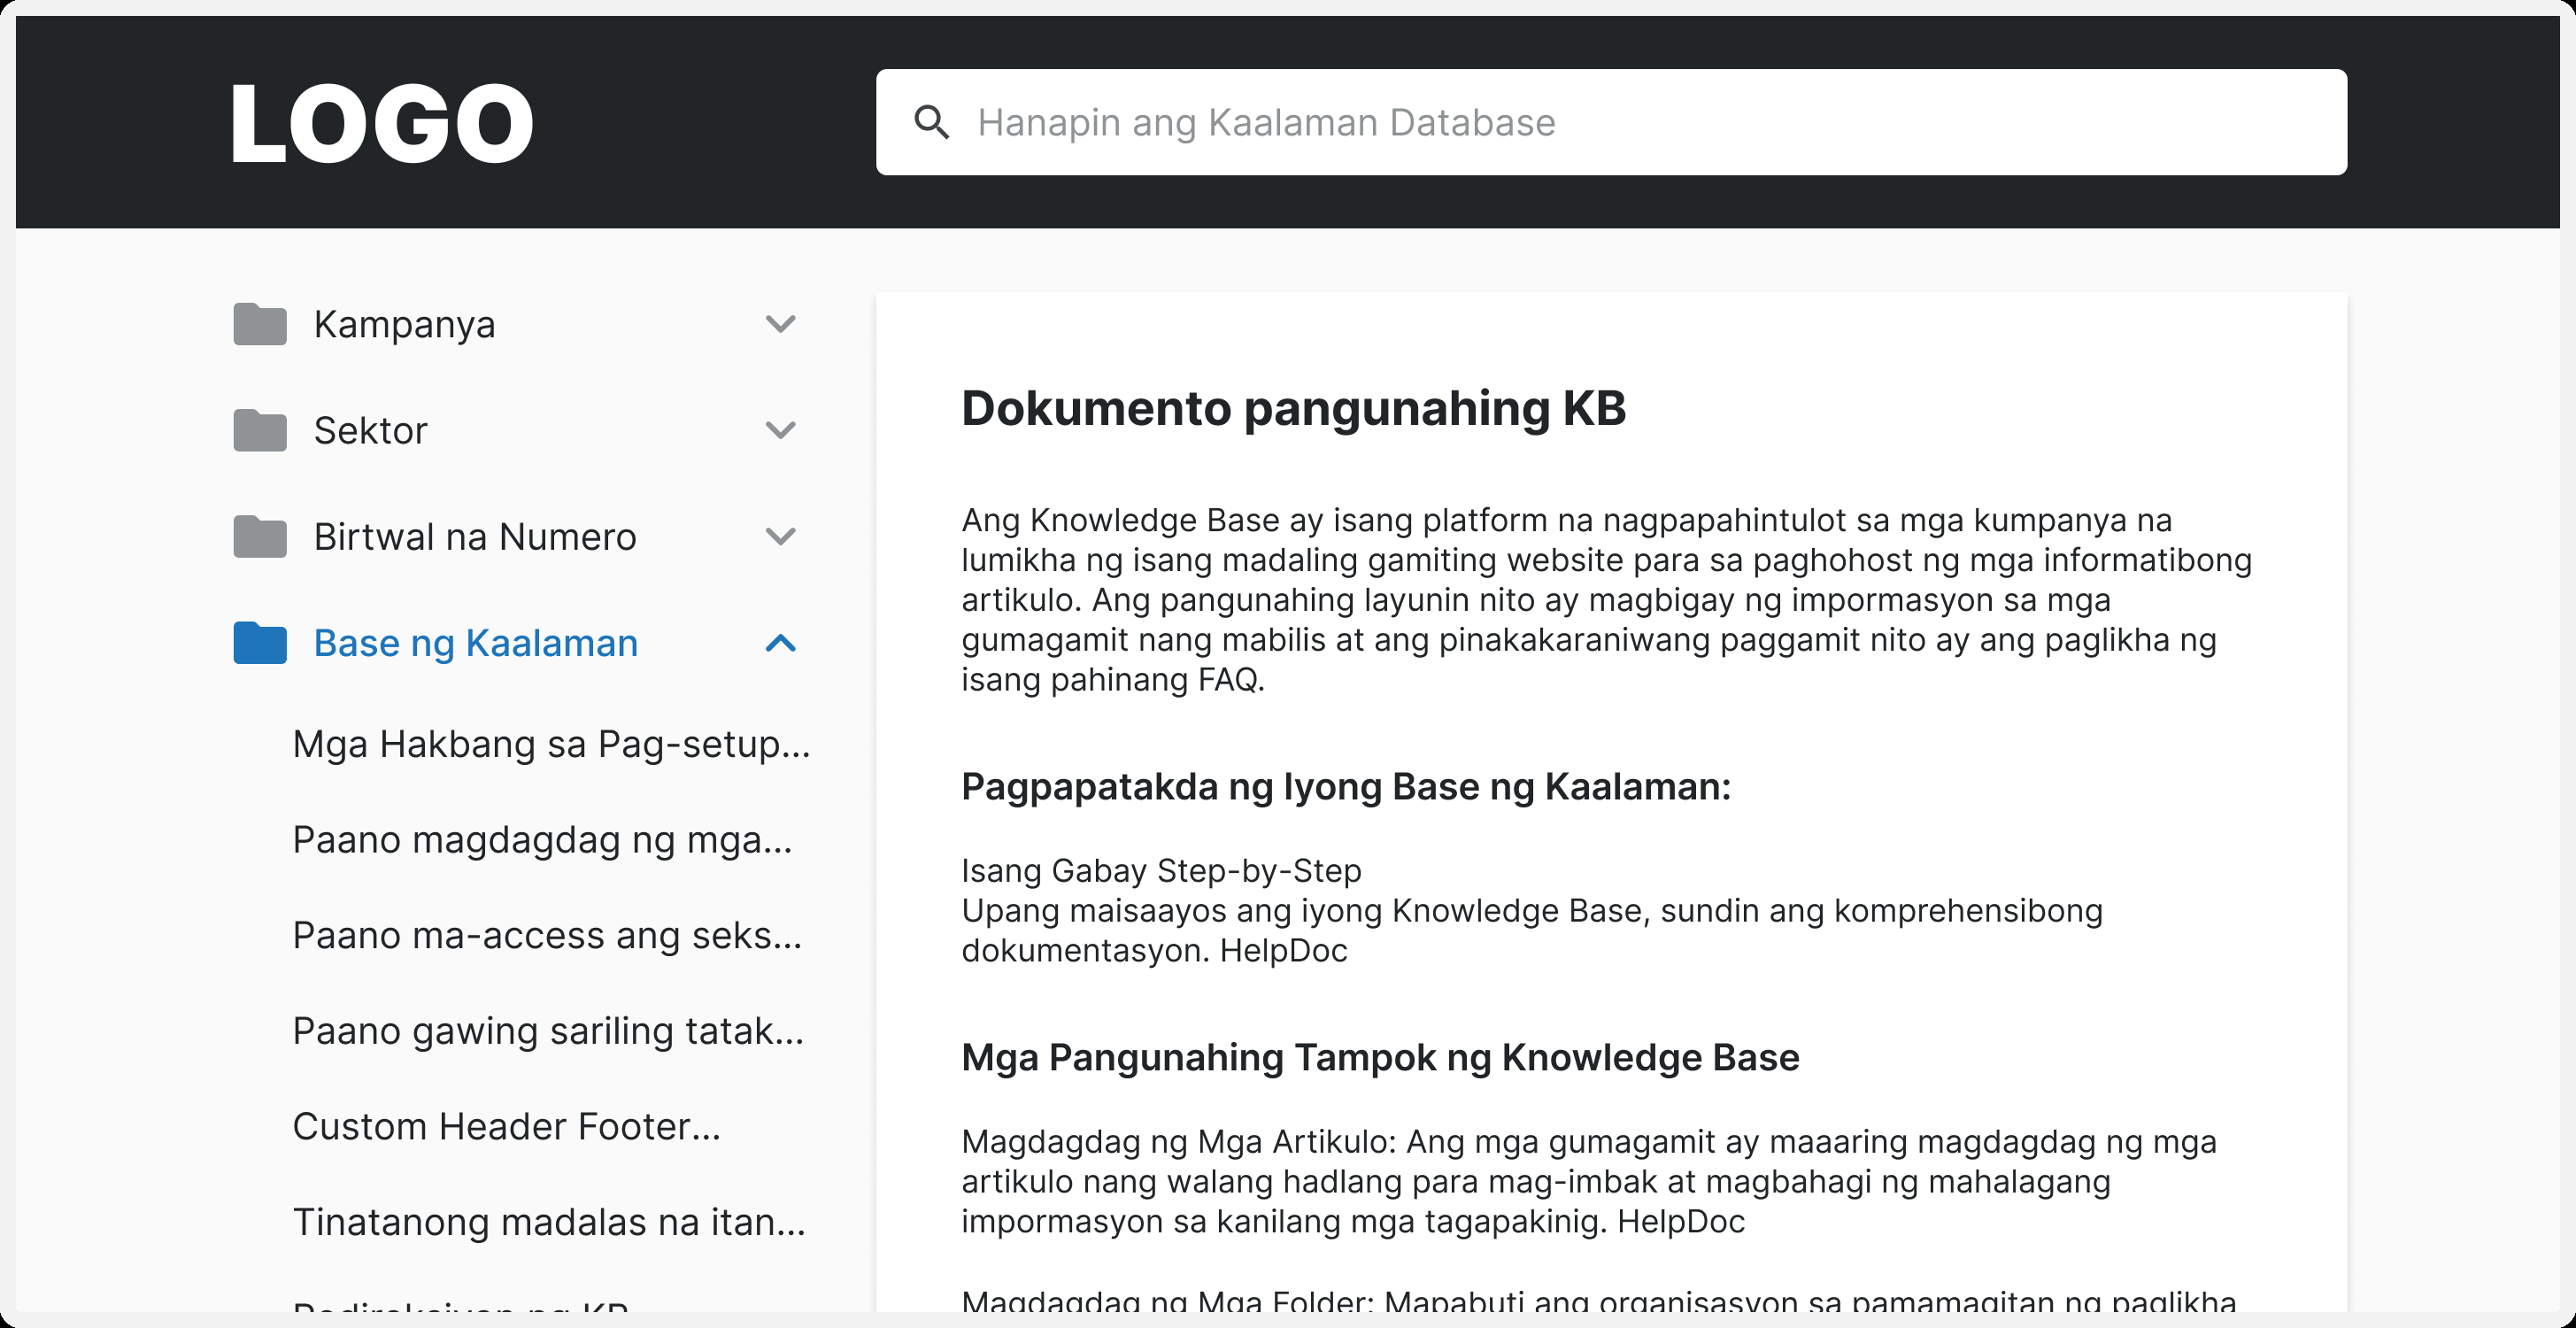 LOGO
Hanapin ang Kaalaman Database
Kampanya
Sektor
Birtwal na Numero
Base ng Kaalaman
Mga Hakbang sa Pag-setup...
Paano magdagdag ng mga...
Paano ma-access ang seks...
Paano gawing sariling tatak...
Custom Header Footer...
Tinatanong madalas na itan...
Dokumento pangunahing KB
Ang Knowledge Base ay isang platform na nagpapahintulot sa mga kumpanya na
lumikha ng isang madaling gamiting website para sa paghohost ng mga informatibong
artikulo. Ang pangunahing layunin nito ay magbigay ng impormasyon sa mga
gumagamit nang mabilis at ang pinakakaraniwang paggamit nito ay ang paglikha ng
isang pahinang FAQ.
Pagpapatakda ng Iyong Base ng Kaalaman:
Isang Gabay Step-by-Step
Upang maisaayos ang iyong Knowledge Base, sundin ang komprehensibong
dokumentasyon. HelpDoc
Mga Pangunahing Tampok ng Knowledge Base
Magdagdag ng Mga Artikulo: Ang mga gumagamit ay maaaring magdagdag ng mga
artikulo nang walang hadlang para mag-imbak at magbahagi ng mahalagang
impormasyon sa kanilang mga tagapakinig. HelpDoc
Magdagdag ng Mga Folder: Mapabuti ang organisasyon sa pamamagitan ng paglikha